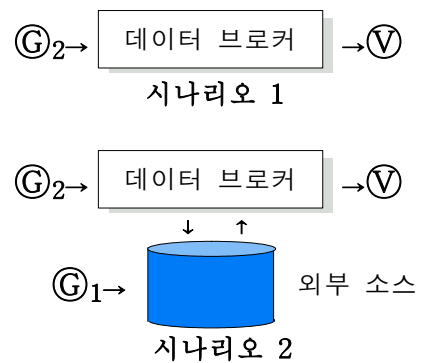 Ⓖ2→ 데이터 브로커 →Ⓥ
시나리오 1
Ⓖ2→ 데이터 브로커 →Ⓥ
↓ ↑
Ⓖ1→ 외부 소스
시나리오 2